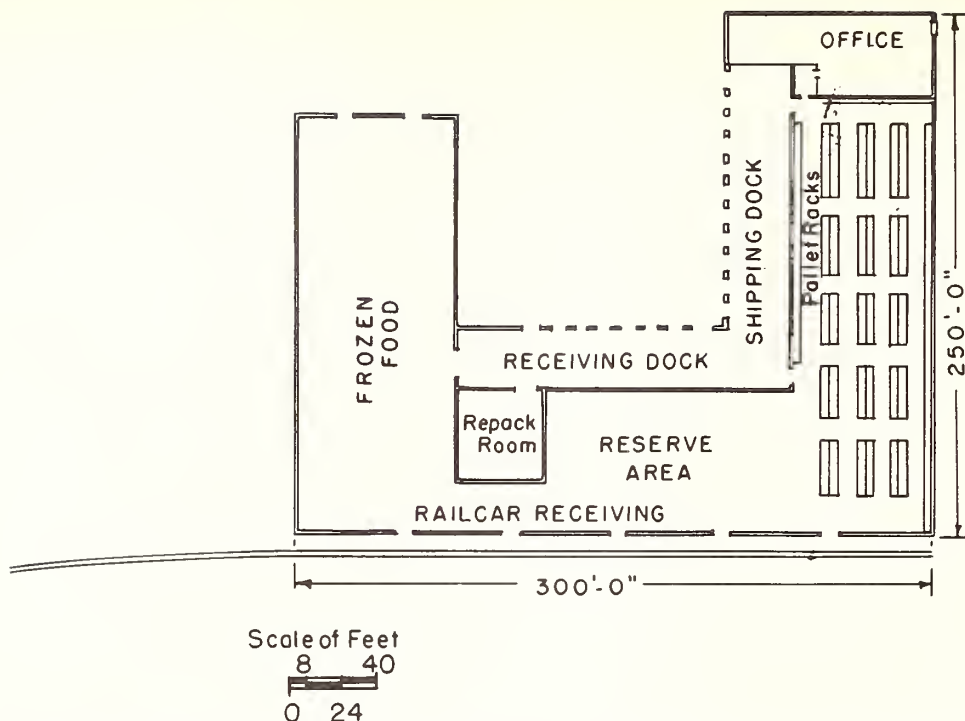 OFFICE
SHIPPING DOCK
Pallet Racks
250'-0"
FROZEN
FOOD
RECEIVING DOCK
Repack
Room
RESERVE
AREA
RAILCAR RECEIVING
300'-0"
Scale of Feet
8 40
0 24